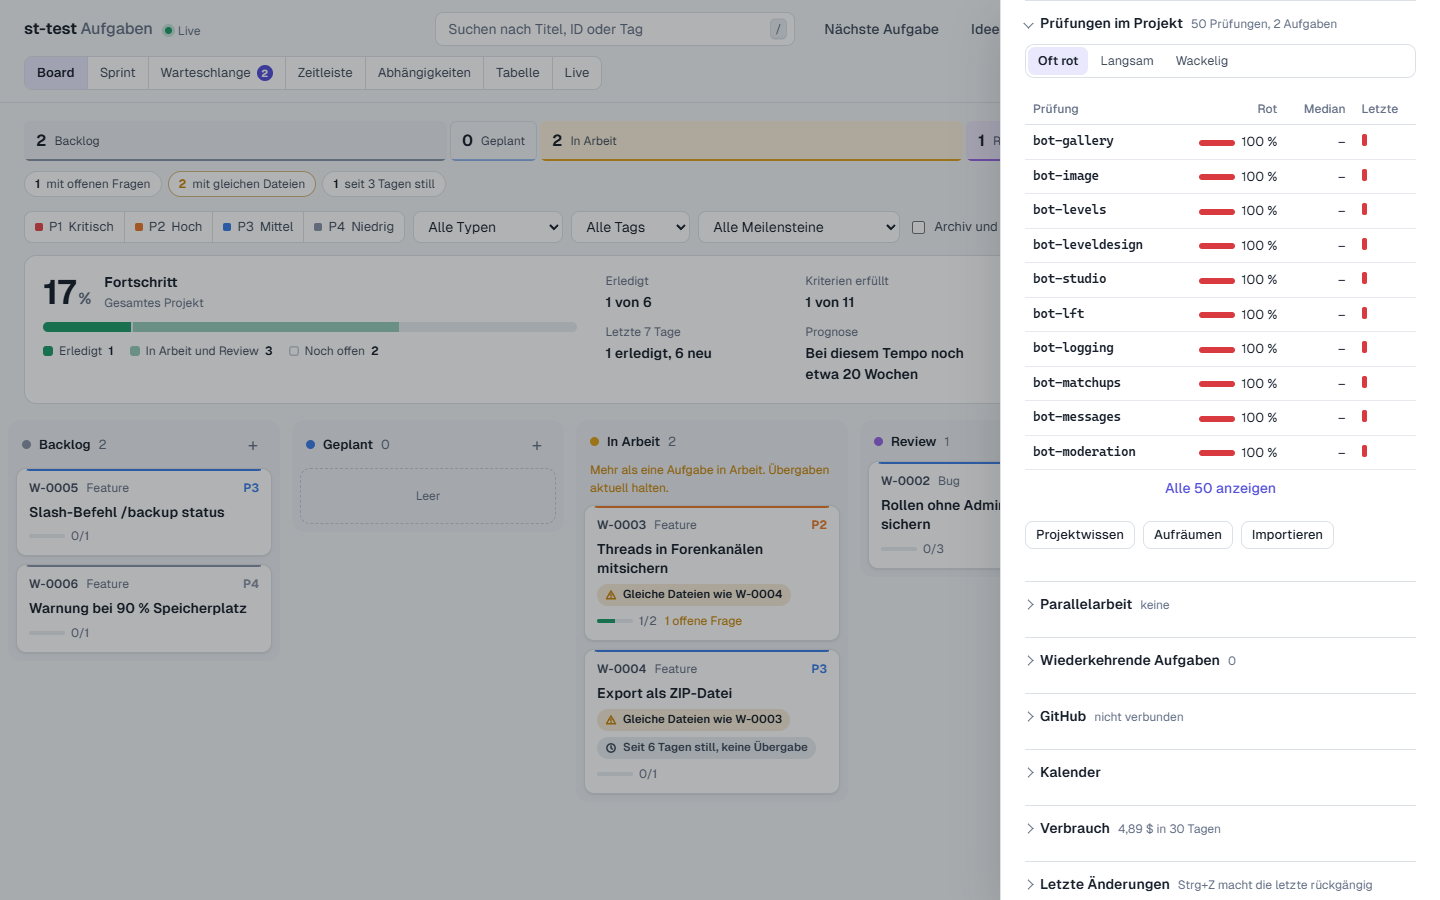 st-test Aufgaben Live
Suchen nach Titel, ID oder Tag /
Nächste Aufgabe
Board Sprint Warteschlange 2 Zeitleiste Abhängigkeiten Tabelle Live
2 Backlog
0 Geplant
2 In Arbeit
1
1 mit offenen Fragen
2 mit gleichen Dateien
1 seit 3 Tagen still
P1 Kritisch P2 Hoch P3 Mittel P4 Niedrig Alle Typen Alle Tags Alle Meilensteine Archiv und
17 %
Fortschritt
Gesamtes Projekt
Erledigt 1 In Arbeit und Review 3 Noch offen 2
Erledigt
1 von 6
Kriterien erfüllt
1 von 11
Letzte 7 Tage
1 erledigt, 6 neu
Prognose
Bei diesem Tempo noch
etwa 20 Wochen
Backlog 2 +
W-0005 Feature P3
Slash-Befehl /backup status
0/1
W-0006 Feature P4
Warnung bei 90 % Speicherplatz
0/1
Geplant 0 +
Leer
In Arbeit 2
Mehr als eine Aufgabe in Arbeit. Übergaben
aktuell halten.
W-0003 Feature P2
Threads in Forenkanälen
mitsichern
Gleiche Dateien wie W-0004
1/2 1 offene Frage
W-0004 Feature P3
Export als ZIP-Datei
Gleiche Dateien wie W-0003
Seit 6 Tagen still, keine Übergabe
0/1
Review 1
W-0002 Bug
Rollen ohne Admin
sichern
0/3
Prüfungen im Projekt 50 Prüfungen, 2 Aufgaben
Oft rot Langsam Wackelig
Prüfung Rot Median Letzte
bot-gallery 100 % –
bot-image 100 % –
bot-levels 100 % –
bot-leveldesign 100 % –
bot-studio 100 % –
bot-lft 100 % –
bot-logging 100 % –
bot-matchups 100 % –
bot-messages 100 % –
bot-moderation 100 % –
Alle 50 anzeigen
Projektwissen Aufräumen Importieren
Parallelarbeit keine
Wiederkehrende Aufgaben 0
GitHub nicht verbunden
Kalender
Verbrauch 4,89 $ in 30 Tagen
Letzte Änderungen Strg+Z macht die letzte rückgängig